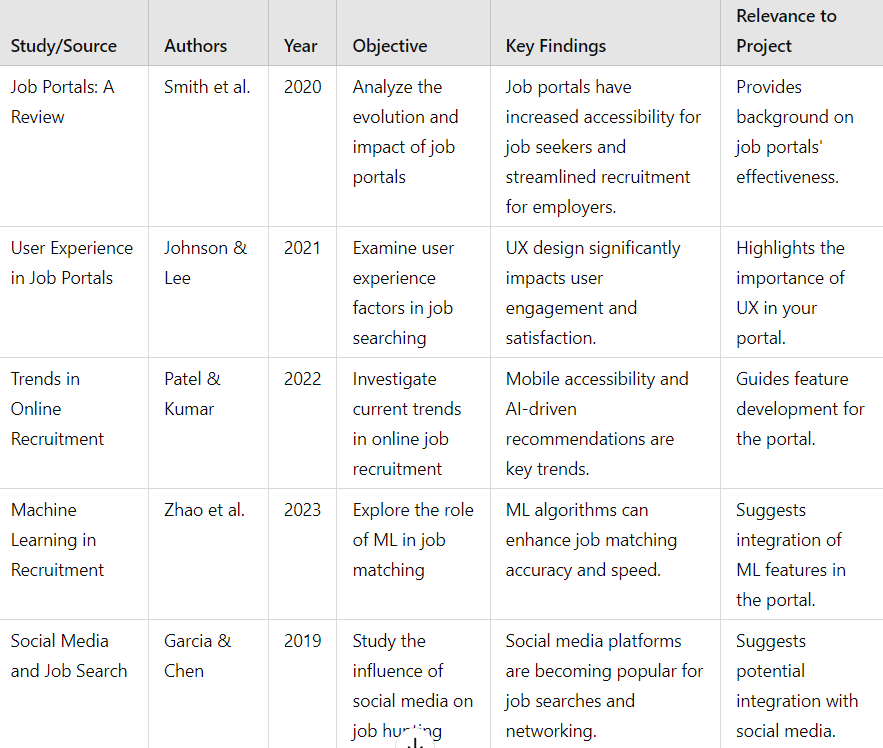 Study/Source Authors Year Objective Key Findings Relevance to Project
Job Portals: A Review
Smith et al.
2020
Analyze the
evolution and
impact of job
portals
Job portals have
increased accessibility for
job seekers and
streamlined recruitment
for employers.
Provides
background on
job portals'
effectiveness.
User Experience
in Job Portals
Johnson &
Lee
2021
Examine user
experience
factors in job
searching
UX design significantly
impacts user
engagement and
satisfaction.
Highlights the
importance of
UX in your
portal.
Trends in
Online
Recruitment
Patel &
Kumar
2022
Investigate
current trends
in online job
recruitment
Mobile accessibility and
AI-driven
recommendations are
key trends.
Guides feature
development for
the portal.
Machine
Learning in
Recruitment
Zhao et al.
2023
Explore the role
of ML in job
matching
ML algorithms can
enhance job matching
accuracy and speed.
Suggests
integration of
ML features in
the portal.
Social Media
and Job Search
Garcia &
Chen
2019
Study the
influence of
social media on
job hunting
Social media platforms
are becoming popular for
job searches and
networking.
Suggests
potential
integration with
social media.